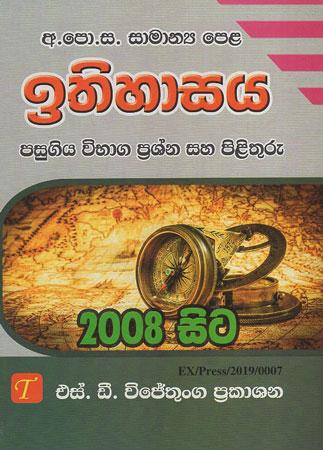 අ.පො.ස. සාමාන්‍ය පෙළ
ඉතිහාසය
පසුගිය විභාග ප්‍රශ්න සහ පිළිතුරු
2008 සිට
EX/Press/2019/0007
T
එස්. ඩී. විජේතුංග ප්‍රකාශන